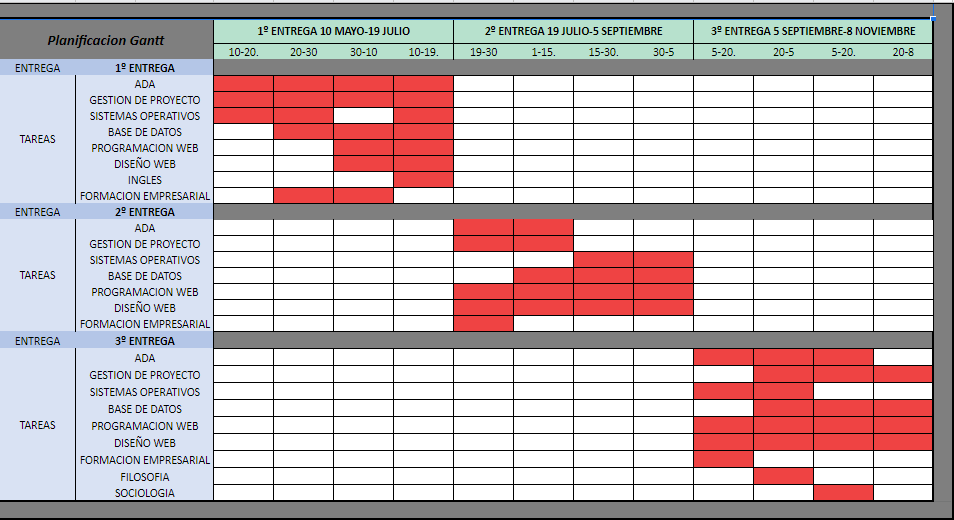 Planificacion Gantt
1º ENTREGA 10 MAYO-19 JULIO 2º ENTREGA 19 JULIO-5 SEPTIEMBRE 3º ENTREGA 5 SEPTIEMBRE-8 NOVIEMBRE
10-20. 20-30 30-10 10-19. 19-30 1-15. 15-30. 30-5 5-20. 20-5 5-20. 20-8
ENTREGA 1º ENTREGA
ADA
GESTION DE PROYECTO
SISTEMAS OPERATIVOS
BASE DE DATOS
TAREAS
PROGRAMACION WEB
DISEÑO WEB
INGLES
FORMACION EMPRESARIAL
ENTREGA 2º ENTREGA
ADA
GESTION DE PROYECTO
SISTEMAS OPERATIVOS
TAREAS BASE DE DATOS
PROGRAMACION WEB
DISEÑO WEB
FORMACION EMPRESARIAL
ENTREGA 3º ENTREGA
ADA
GESTION DE PROYECTO
SISTEMAS OPERATIVOS
BASE DE DATOS
TAREAS PROGRAMACION WEB
DISEÑO WEB
FORMACION EMPRESARIAL
FILOSOFIA
SOCIOLOGIA